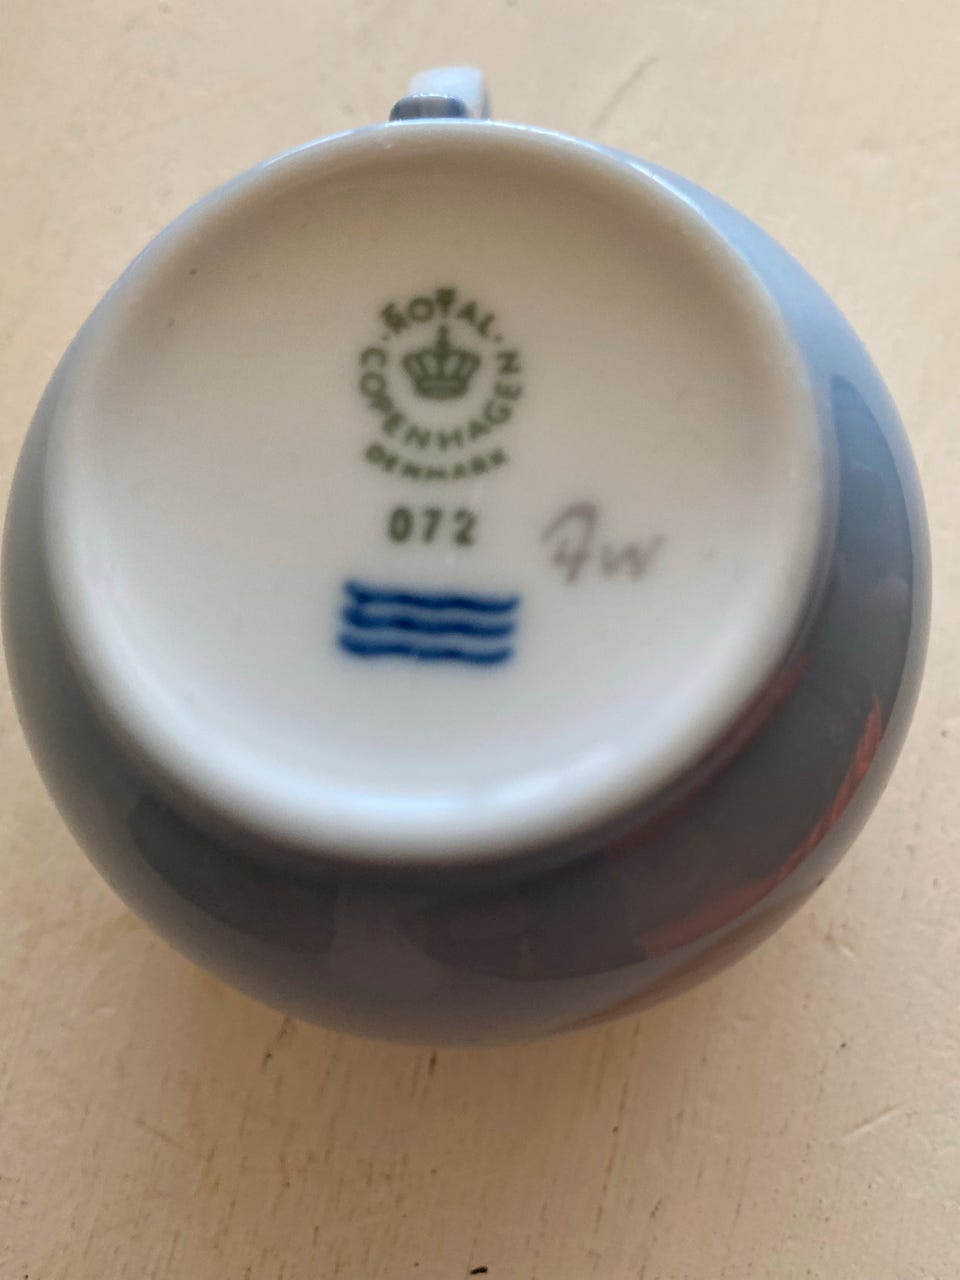 ROYAL
COPENHAGEN
DENMARK
072